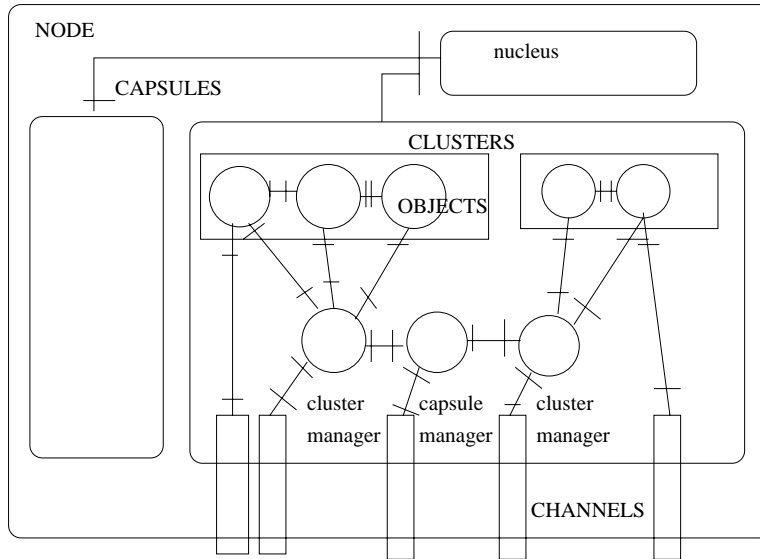 NODE
nucleus
CAPSULES
CLUSTERS
OBJECTS
cluster
manager
capsule
manager
cluster
manager
CHANNELS